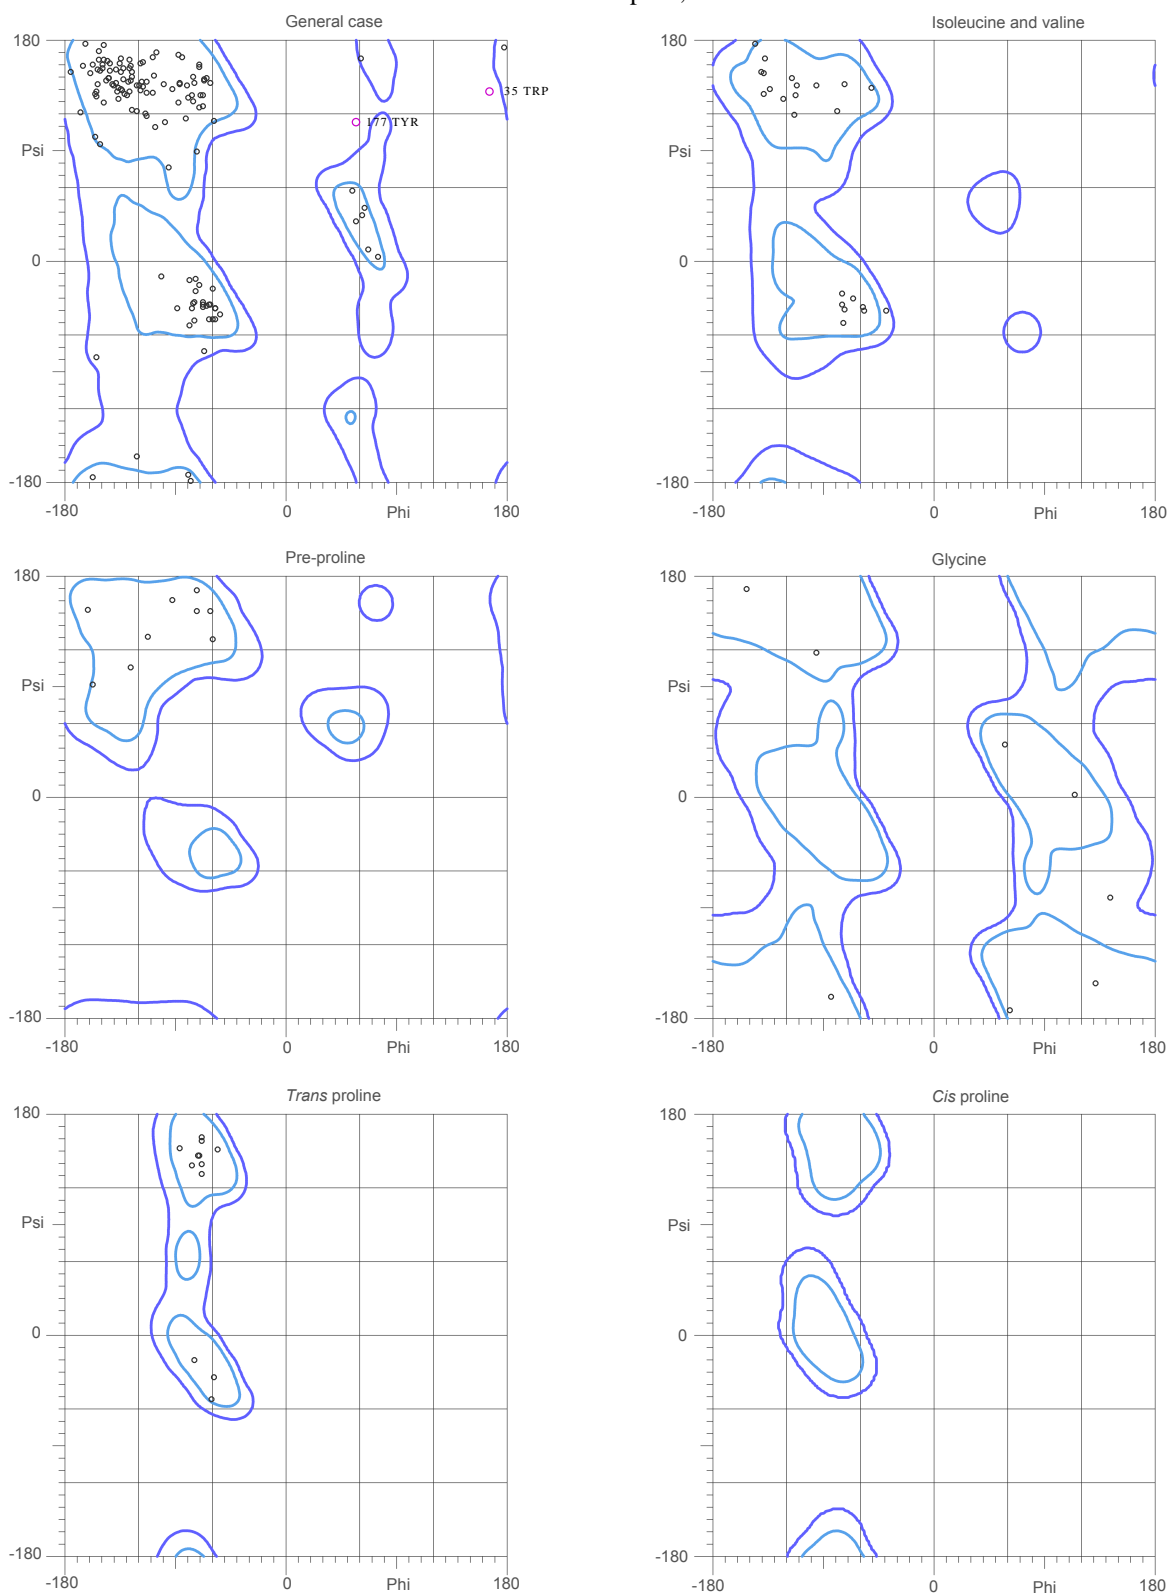 General case
Isoleucine and valine
180
180
35 TRP
177 TYR
Psi
Psi
0
0
-180
-180
-180
0
Phi
180
-180
0
Phi
180
Pre-proline
Glycine
180
180
Psi
Psi
0
0
-180
-180
-180
0
Phi
180
-180
0
Phi
180
Trans proline
Cis proline
180
180
Psi
Psi
0
0
-180
-180
-180
0
Phi
180
-180
0
Phi
180